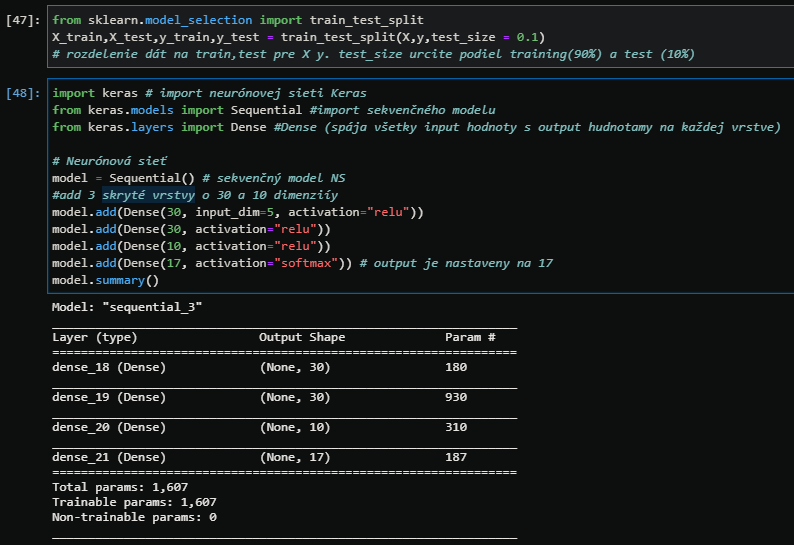 [47]: from sklearn.model_selection import train_test_split
X_train,X_test,y_train,y_test = train_test_split(X,y,test_size = 0.1)
# rozdelenie dát na train,test pre X y. test_size urcite podiel training(90%) a test (10%)
[48]: import keras # import neurónovej sieti Keras
from keras.models import Sequential #import sekvenčného modelu
from keras.layers import Dense #Dense (spája všetky input hodnoty s output hudnotamy na každej vrstve)
# Neurónová sieť
model = Sequential() # sekvenčný model NS
#add 3 skryté vrstvy o 30 a 10 dimenziíy
model.add(Dense(30, input_dim=5, activation="relu"))
model.add(Dense(30, activation="relu"))
model.add(Dense(10, activation="relu"))
model.add(Dense(17, activation="softmax")) # output je nastaveny na 17
model.summary()
Model: "sequential_3"
Layer (type) Output Shape Param #
dense_18 (Dense) (None, 30) 180
dense_19 (Dense) (None, 30) 930
dense_20 (Dense) (None, 10) 310
dense_21 (Dense) (None, 17) 187
Total params: 1,607
Trainable params: 1,607
Non-trainable params: 0